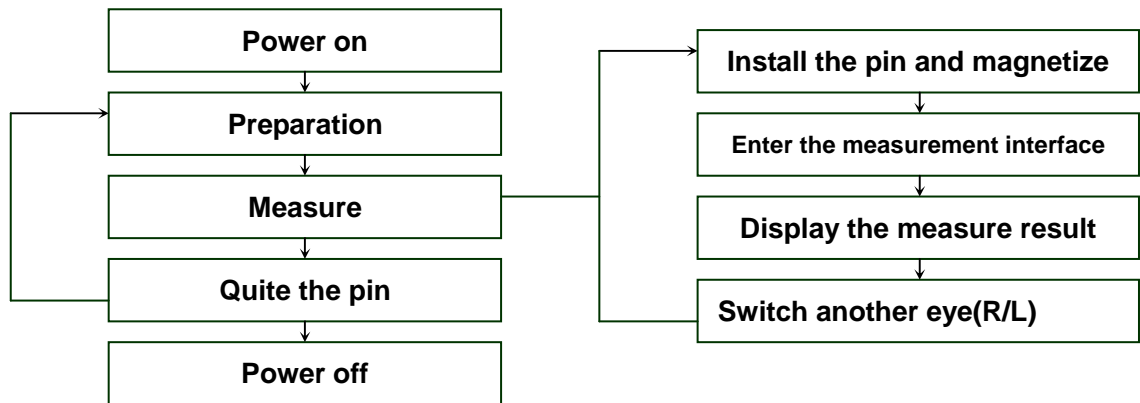 Power on
Preparation
Measure
Quite the pin
Power off
Install the pin and magnetize
Enter the measurement interface
Display the measure result
Switch another eye(R/L)